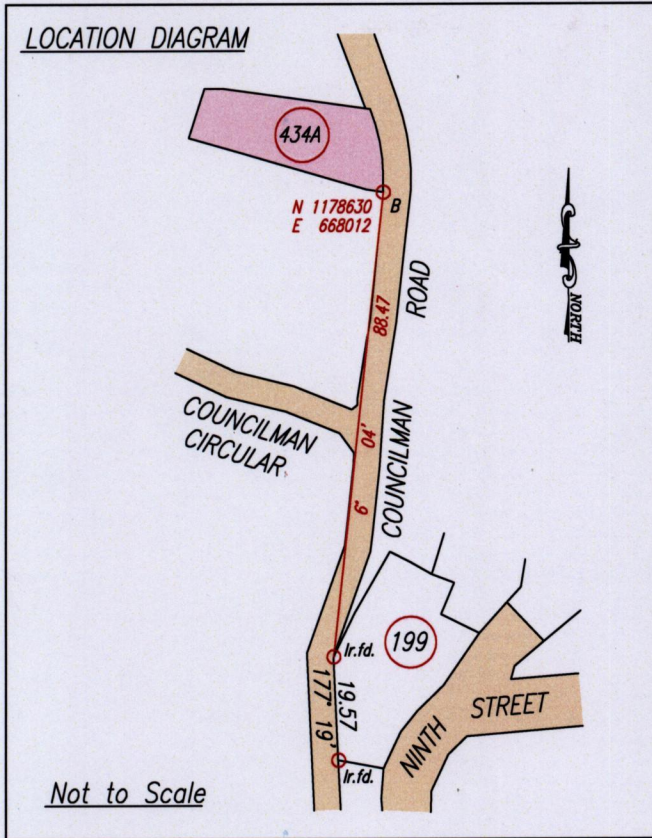 LOCATION DIAGRAM
434A
N 1178630
E 668012
B
NORTH
88.47
ROAD
COUNCILMAN
CIRCULAR
04'
COUNCILMAN
6°
Ir.fd.
199
19.57
177° 19'
NINTH STREET
Ir.fd.
Not to Scale